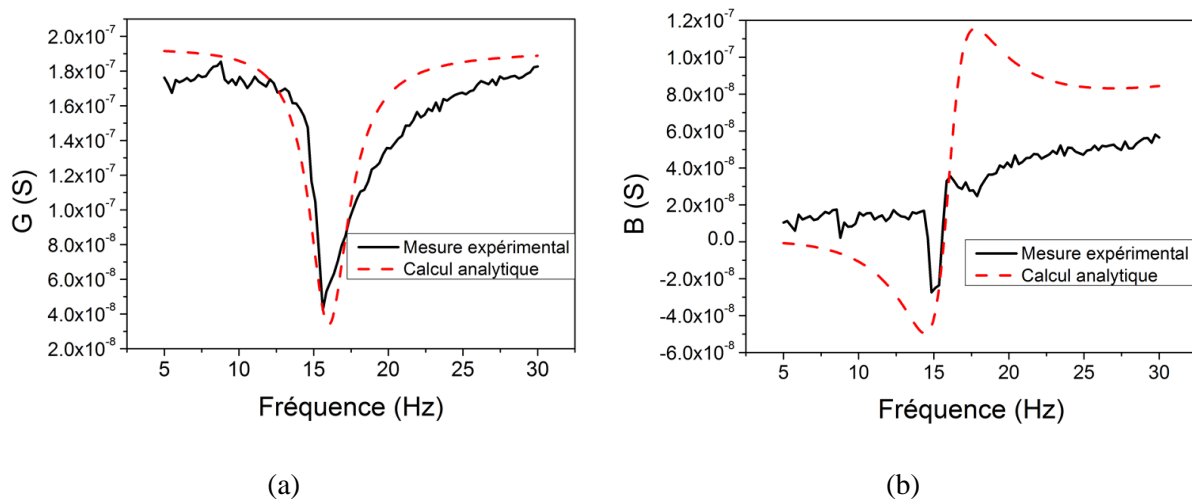 G (S)
2.0x10⁻⁷
1.8x10⁻⁷
1.6x10⁻⁷
1.4x10⁻⁷
1.2x10⁻⁷
1.0x10⁻⁷
8.0x10⁻⁸
6.0x10⁻⁸
4.0x10⁻⁸
2.0x10⁻⁸
Mesure expérimental
Calcul analytique
5 10 15 20 25 30
Fréquence (Hz)
(a)
B (S)
1.2x10⁻⁷
1.0x10⁻⁷
8.0x10⁻⁸
6.0x10⁻⁸
4.0x10⁻⁸
2.0x10⁻⁸
0.0
-2.0x10⁻⁸
-4.0x10⁻⁸
-6.0x10⁻⁸
Mesure expérimental
Calcul analytique
5 10 15 20 25 30
Fréquence (Hz)
(b)